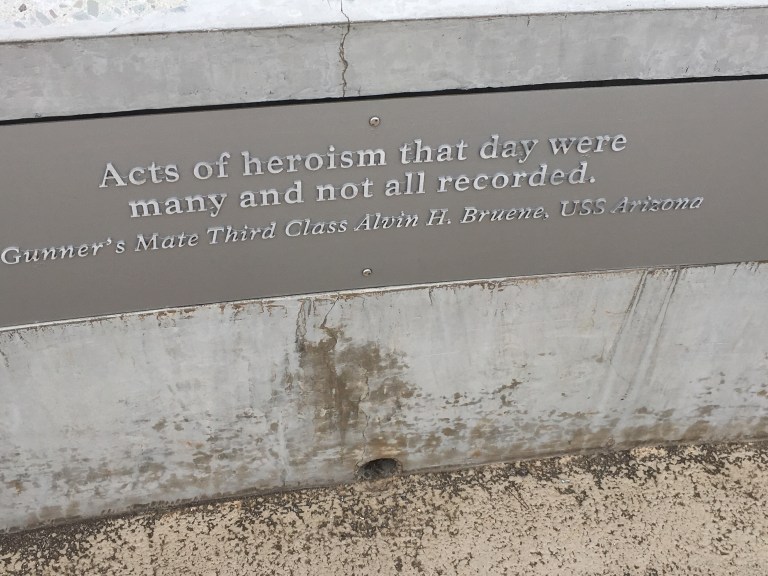 Acts of heroism that day were
many and not all recorded.
Gunner's Mate Third Class Alvin H. Bruene, USS Arizona